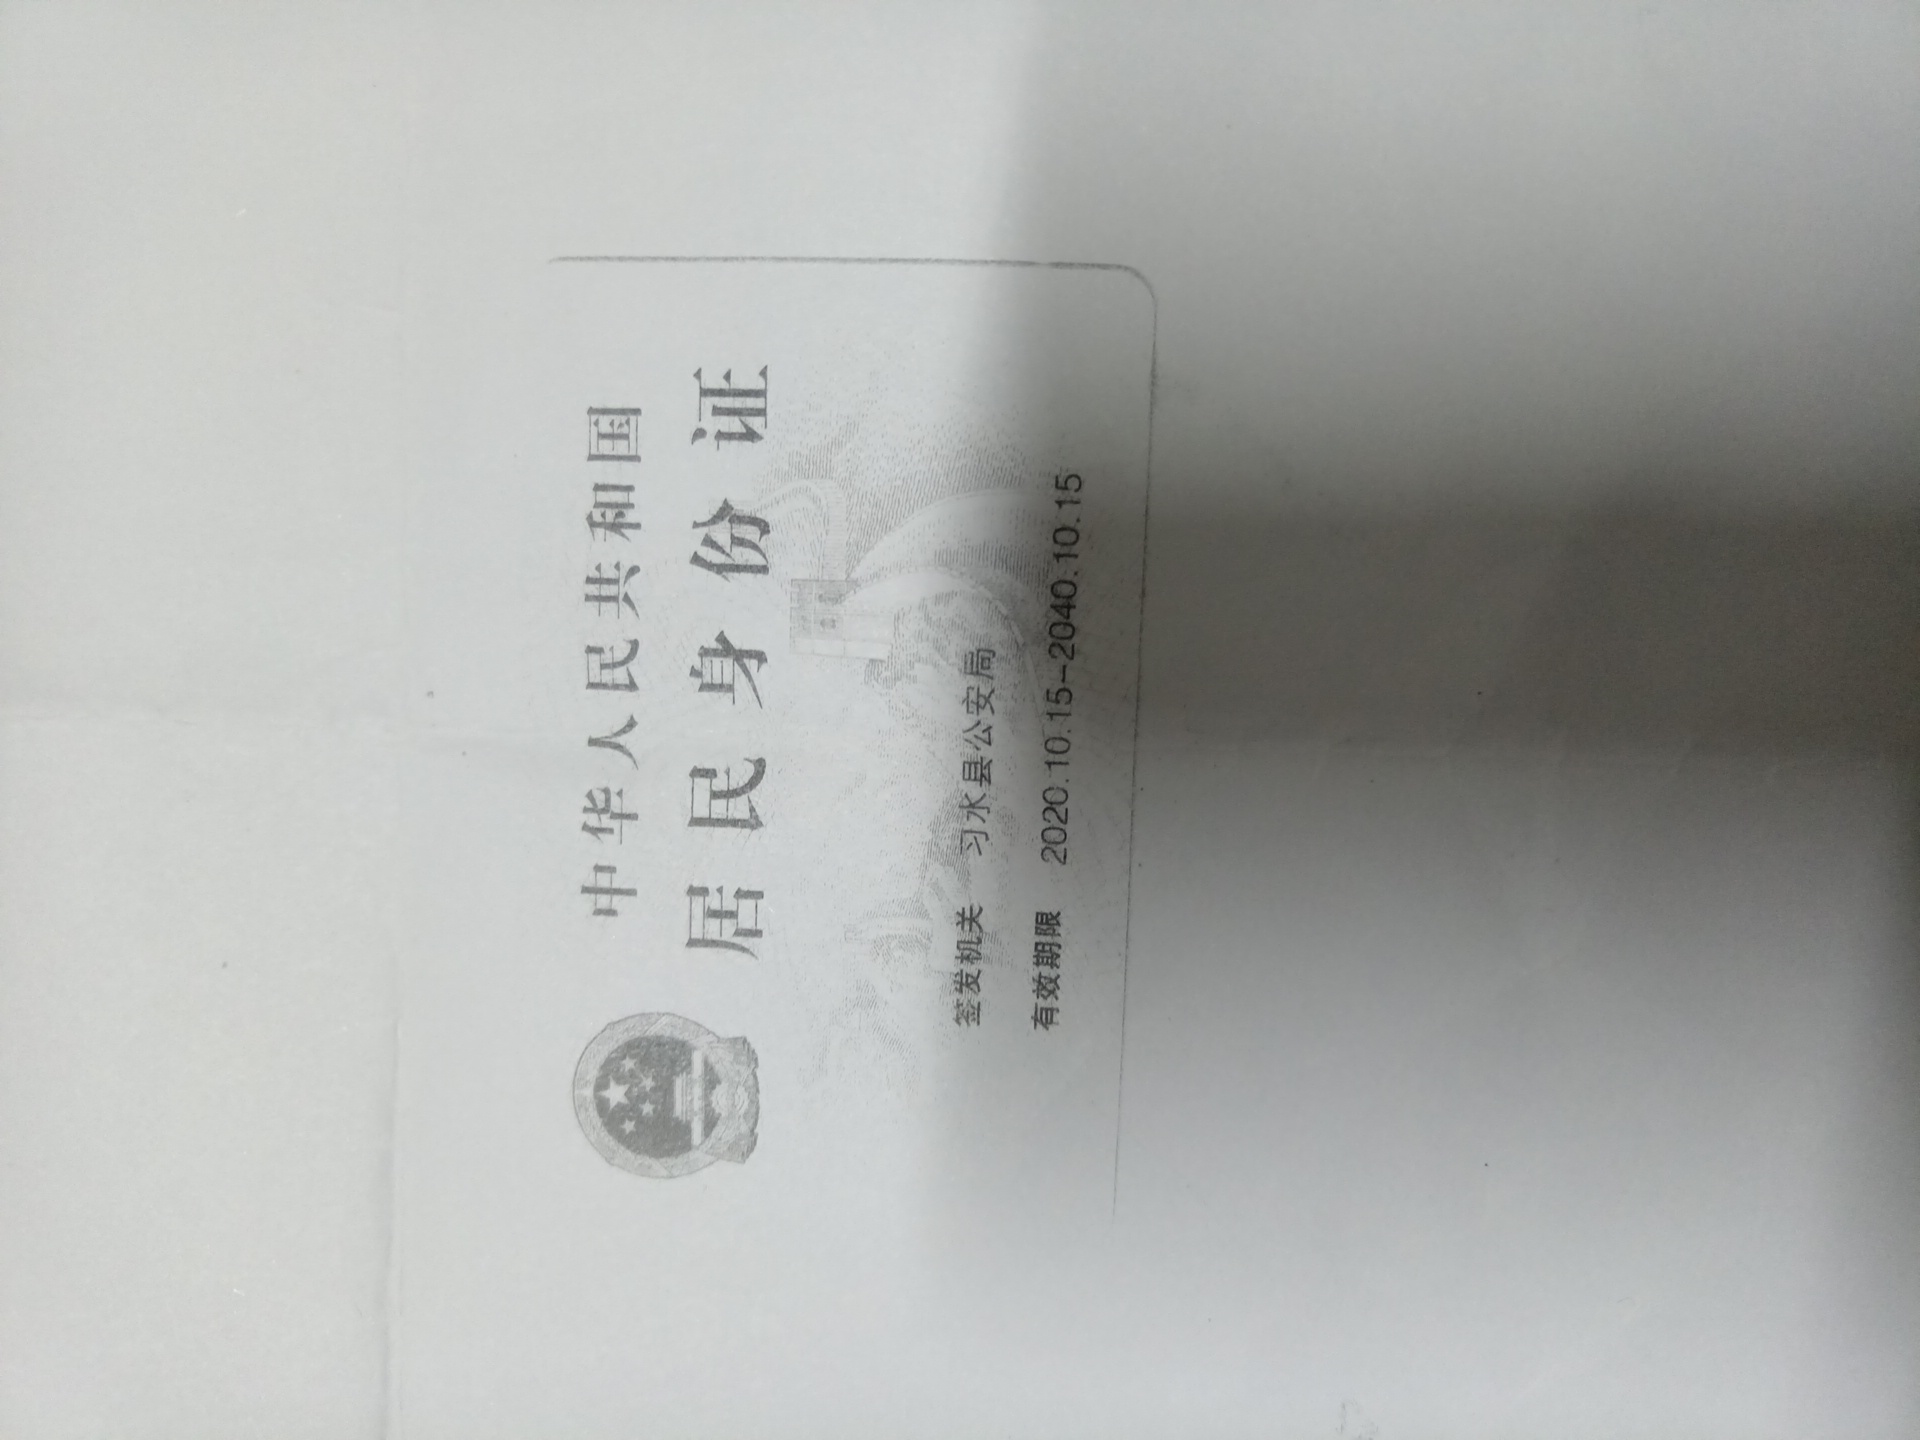 中华人民共和国
居民身份证
签发机关 习水县公安局
有效期限 2020.10.15-2040.10.15